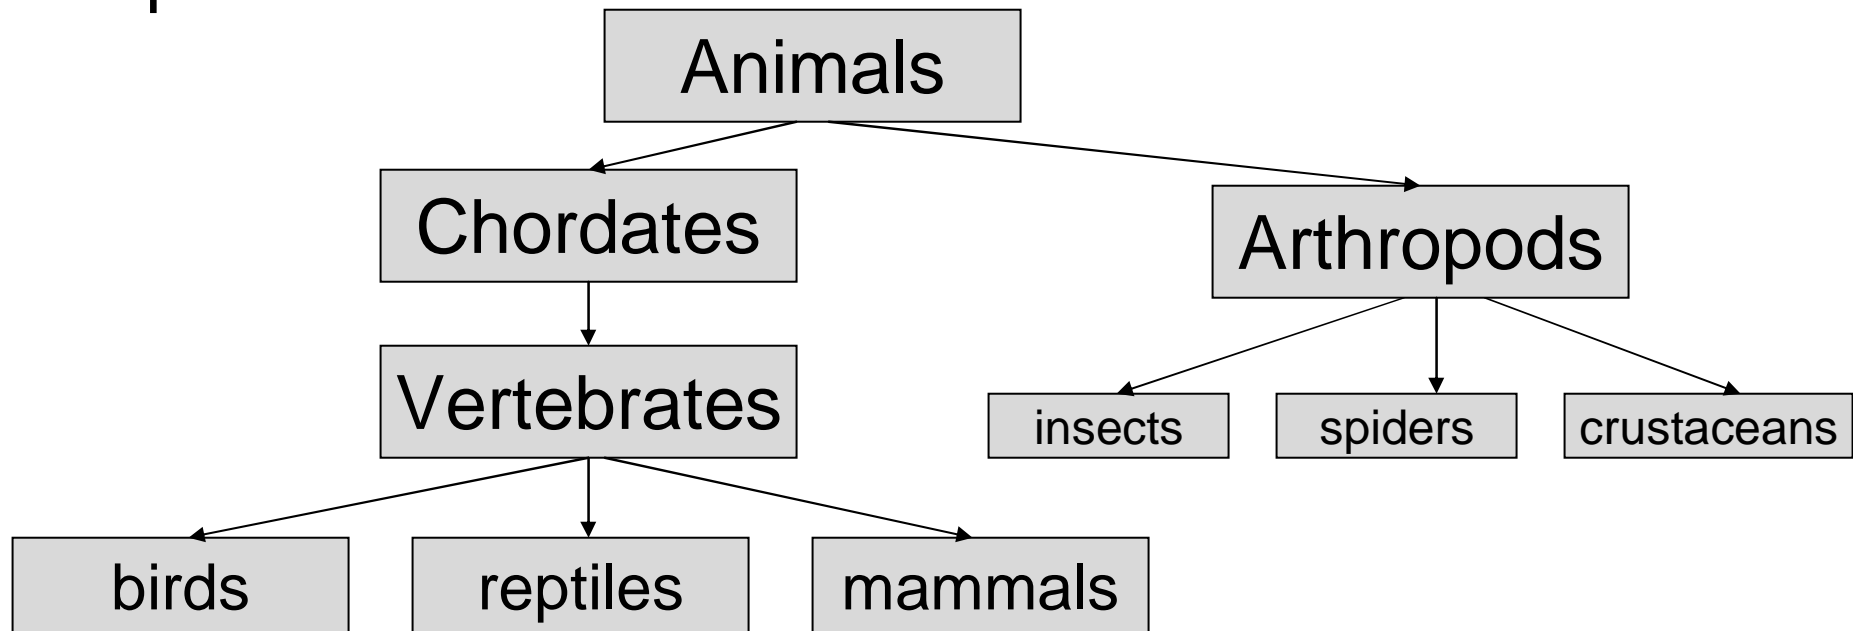 Animals
Chordates
Arthropods
Vertebrates
insects
spiders
crustaceans
birds
reptiles
mammals